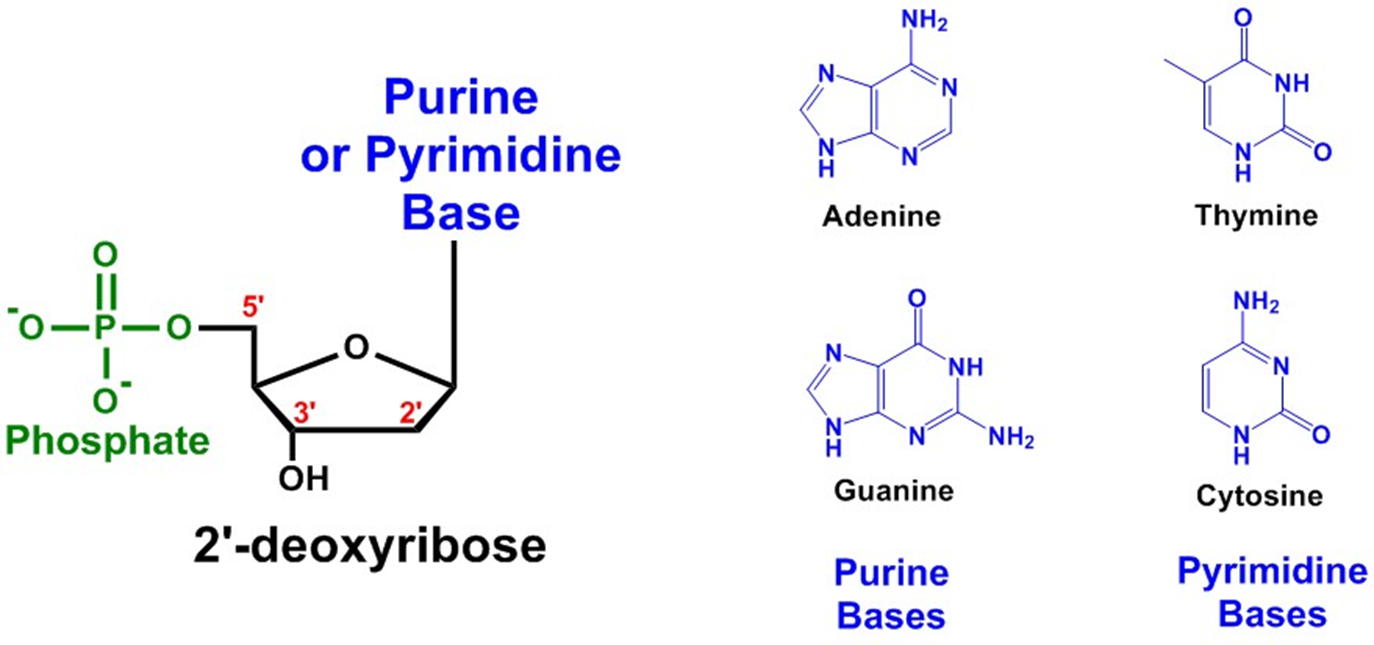 Purine
or Pyrimidine
Base
O
-O P O
O-
Phosphate
5'
O
3' 2'
OH
2'-deoxyribose
NH2
N
N
N
H
N
Adenine
O
NH
N
H
O
Thymine
O
N
NH
N
H
N
NH2
Guanine
NH2
N
N
H
O
Cytosine
Purine
Bases
Pyrimidine
Bases